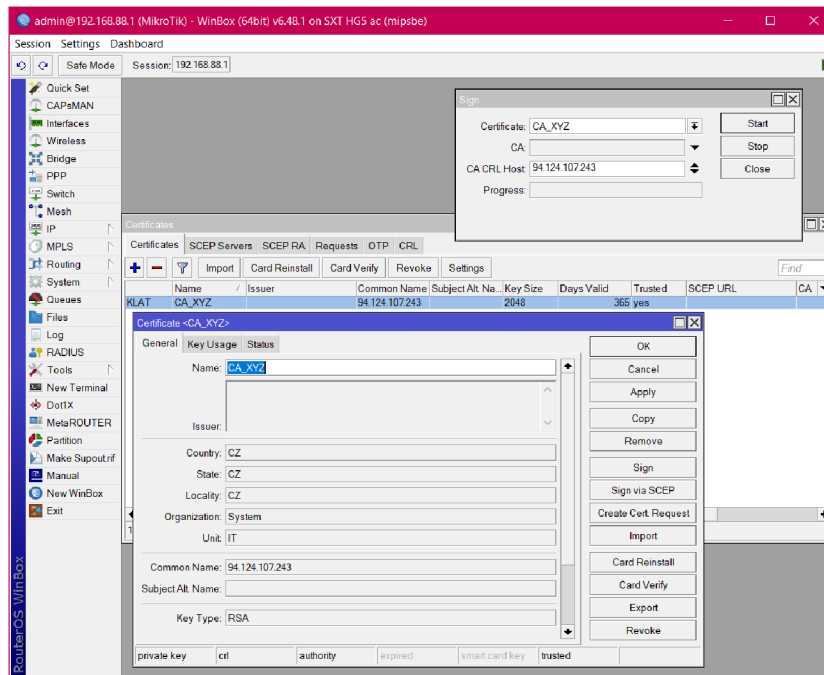 admin@192.168.88.1 (MikroTik) - WinBox (64bit) v6.48.1 on SXT HG5 ac (mipsbe)
Session Settings Dashboard
Safe Mode Session: 192.168.88.1
Quick Set
CAPsMAN
Interfaces
Wireless
Bridge
PPP
Switch
Mesh
IP
MPLS
Routing
System
Queues
Files
Log
RADIUS
Tools
New Terminal
Dot1X
MetaROUTER
Partition
Make Supout.rif
Manual
New WinBox
Exit
RouterOS WinBox
Sign
Certificate: CA_XYZ
CA:
CA CRL Host: 94.124.107.243
Progress:
Start
Stop
Close
Certificates
Certificates SCEP Servers SCEP RA Requests OTP CRL
Import Card Reinstall Card Verify Revoke Settings Find
Name / Issuer Common Name Subject Alt. Na... Key Size Days Valid Trusted SCEP URL CA
KLAT CA_XYZ 94.124.107.243 2048 365 yes
Certificate <CA_XYZ>
General Key Usage Status
Name: CA_XYZ
Issuer:
Country: CZ
State: CZ
Locality: CZ
Organization: System
Unit: IT
Common Name: 94.124.107.243
Subject Alt. Name:
Key Type: RSA
OK
Cancel
Apply
Copy
Remove
Sign
Sign via SCEP
Create Cert. Request
Import
Card Reinstall
Card Verify
Export
Revoke
private key crl authority expired smart card key trusted